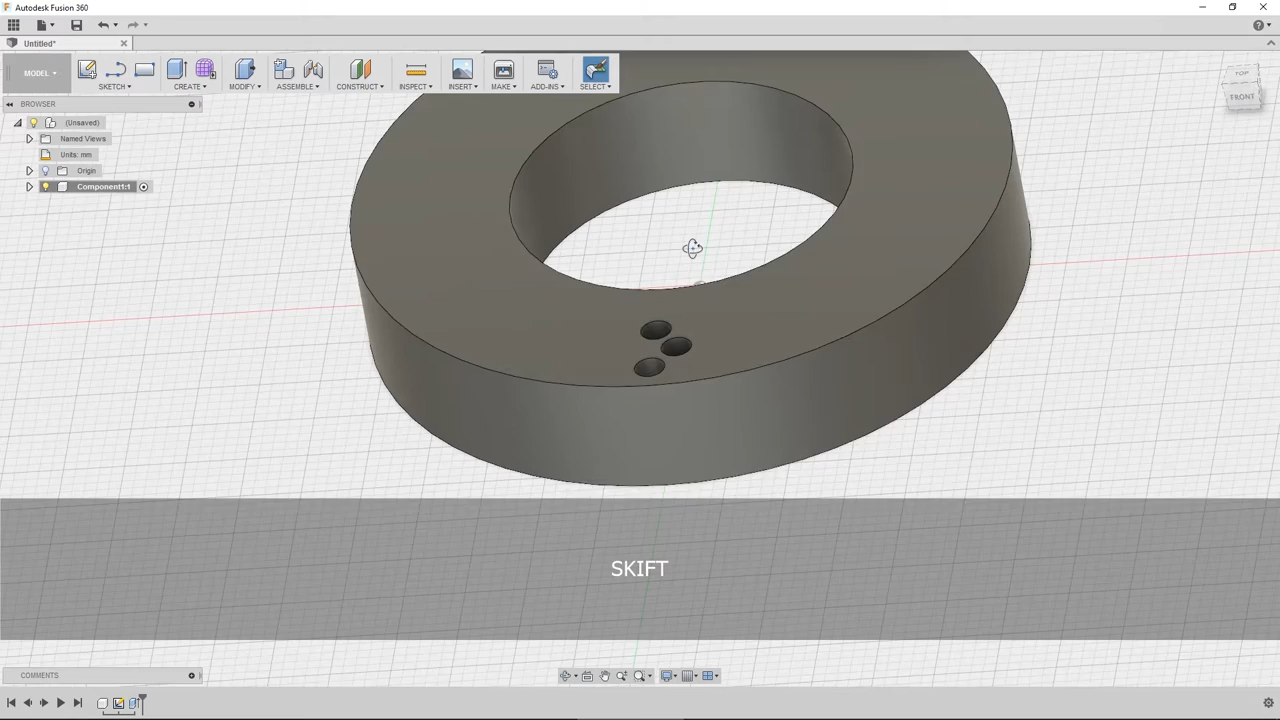 Autodesk Fusion 360
Untitled*
MODEL
SKETCH
CREATE
MODIFY
ASSEMBLE
CONSTRUCT
INSPECT
INSERT
MAKE
ADD-INS
SELECT
TOP
FRONT
BROWSER
(Unsaved)
Named Views
Units: mm
Origin
Component1:1
SKIFT
COMMENTS